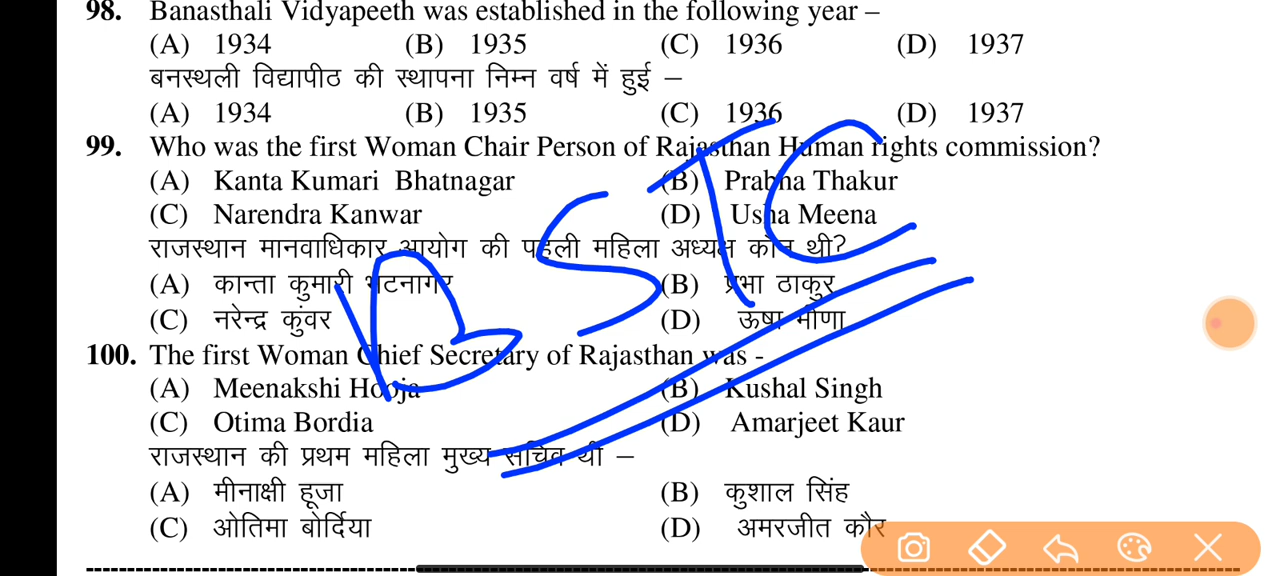 98. Banasthali Vidyapeeth was established in the following year –
(A) 1934 (B) 1935 (C) 1936 (D) 1937
बनस्थली विद्यापीठ की स्थापना निम्न वर्ष में हुई –
(A) 1934 (B) 1935 (C) 1936 (D) 1937
99. Who was the first Woman Chair Person of Rajasthan Human rights commission?
(A) Kanta Kumari Bhatnagar (B) Prabha Thakur
(C) Narendra Kanwar (D) Usha Meena
राजस्थान मानवाधिकार आयोग की पहली महिला अध्यक्ष कौन थी?
(A) कान्ता कुमारी भटनागर (B) प्रभा ठाकुर
(C) नरेन्द्र कुंवर (D) ऊषा मीणा
BSTC
100. The first Woman Chief Secretary of Rajasthan was -
(A) Meenakshi Hooja (B) Kushal Singh
(C) Otima Bordia (D) Amarjeet Kaur
राजस्थान की प्रथम महिला मुख्य सचिव थी –
(A) मीनाक्षी हूजा (B) कुशाल सिंह
(C) ओतिमा बोर्दिया (D) अमरजीत कौर